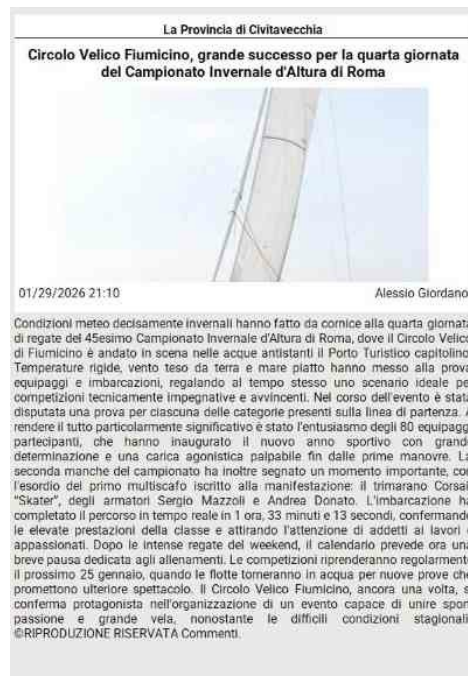 La Provincia di Civitavecchia
Circolo Velico Fiumicino, grande successo per la quarta giornata
del Campionato Invernale d'Altura di Roma
01/29/2026 21:10
Alessio Giordano
Condizioni meteo decisamente invernali hanno fatto da cornice alla quarta giornata
di regate del 45esimo Campionato Invernale d'Altura di Roma, dove il Circolo Velico
di Fiumicino è andato in scena nelle acque antistanti il Porto Turistico capitolino
Temperature rigide, vento teso da terra e mare piatto hanno messo alla prova
equipaggi e imbarcazioni, regalando al tempo stesso uno scenario ideale pe
competizioni tecnicamente impegnative e avvincenti. Nel corso dell'evento è stata
disputata una prova per ciascuna delle categorie presenti sulla linea di partenza. A
rendere il tutto particolarmente significativo è stato l'entusiasmo degli 80 equipaggi
partecipanti, che hanno inaugurato il nuovo anno sportivo con grand
determinazione e una carica agonistica palpabile fin dalle prime manovre. La
seconda manche del campionato ha inoltre segnato un momento importante, con
l'esordio del primo multiscafo iscritto alla manifestazione: il trimarano Corsair
"Skater", degli armatori Sergio Mazzoli e Andrea Donato. L'imbarcazione ha
completato il percorso in tempo reale in 1 ora, 33 minuti e 13 secondi, confermando
le elevate prestazioni della classe e attirando l'attenzione di addetti ai lavori e
appassionati. Dopo le intense regate del weekend, il calendario prevede ora una
breve pausa dedicata agli allenamenti. Le competizioni riprenderanno regolarmente
il prossimo 25 gennaio, quando le flotte torneranno in acqua per nuove prove che
promettono ulteriore spettacolo. Il Circolo Velico Fiumicino, ancora una volta, s
conferma protagonista nell'organizzazione di un evento capace di unire sport
passione e grande vela, nonostante le difficili condizioni stagionali
©RIPRODUZIONE RISERVATA Commenti.